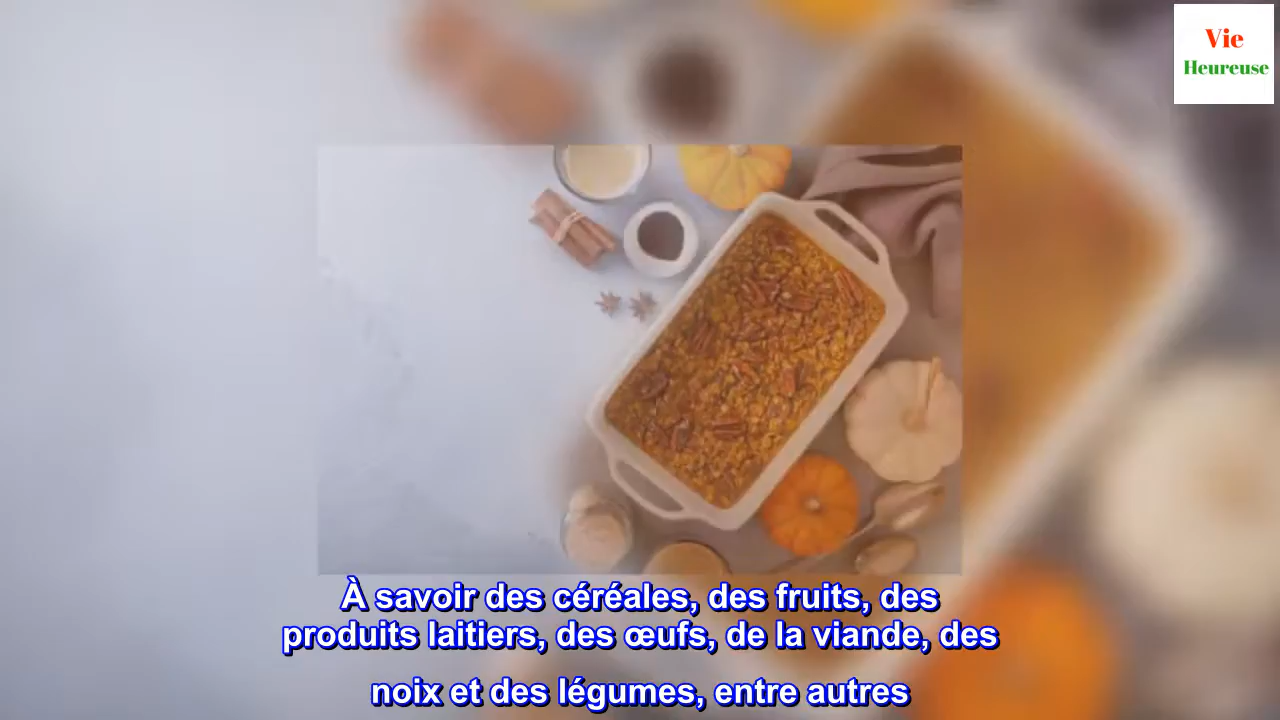 Vie
Heureuse
À savoir des céréales, des fruits, des
produits laitiers, des œufs, de la viande, des
noix et des légumes, entre autres